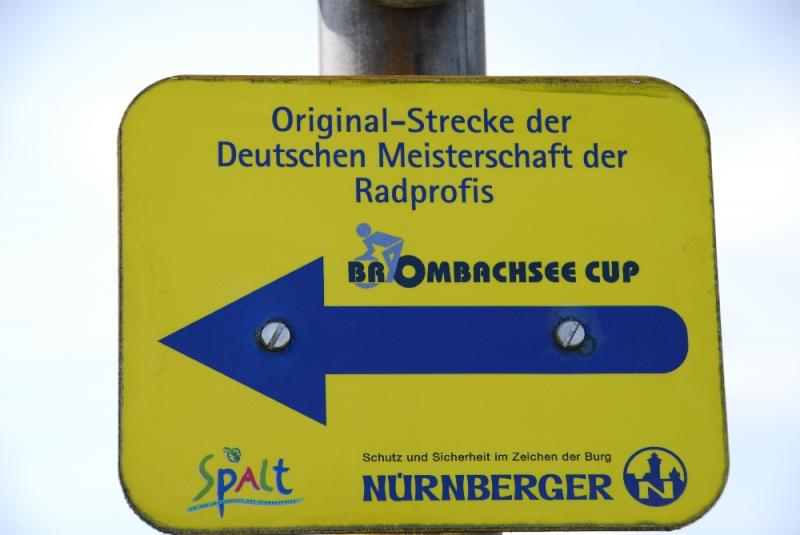 Original-Strecke der
Deutschen Meisterschaft der
Radprofis
BROMBACHSEE CUP
Spalt
Schutz und Sicherheit im Zeichen der Burg
NÜRNBERGER
N